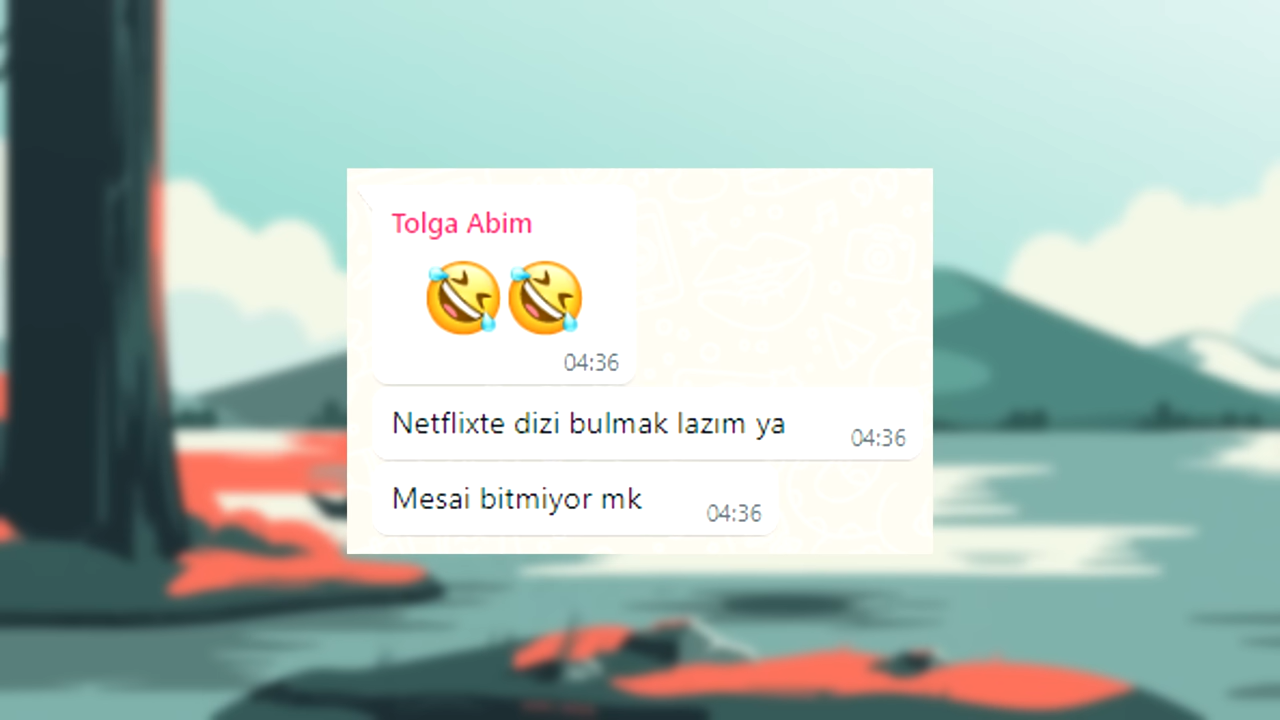 Tolga Abim
🤣🤣
04:36
Netflixte dizi bulmak lazım ya
04:36
Mesai bitmiyor mk
04:36